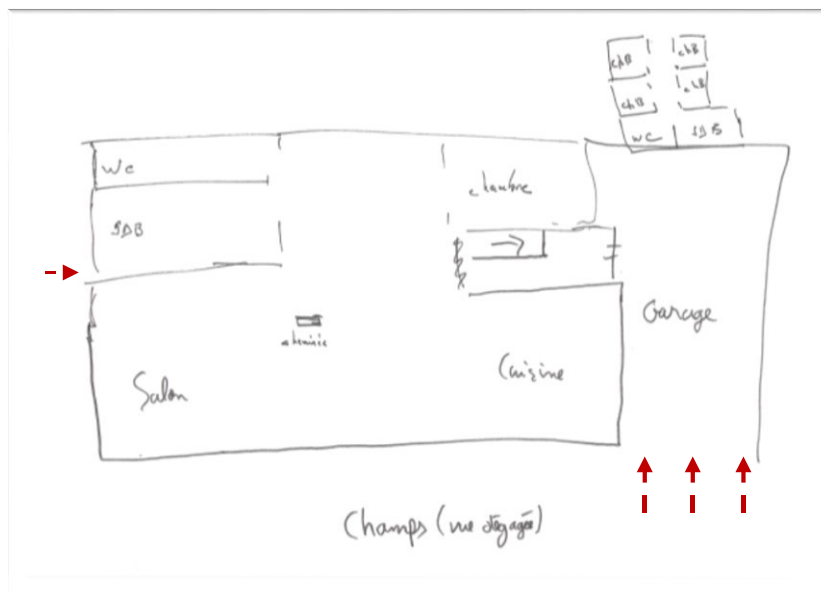 chB chB
chB chB
WC SDB
Wc
chambre
SDB
Garage
cheminée
Cuisine
Salon
Champs (vue dégagée)